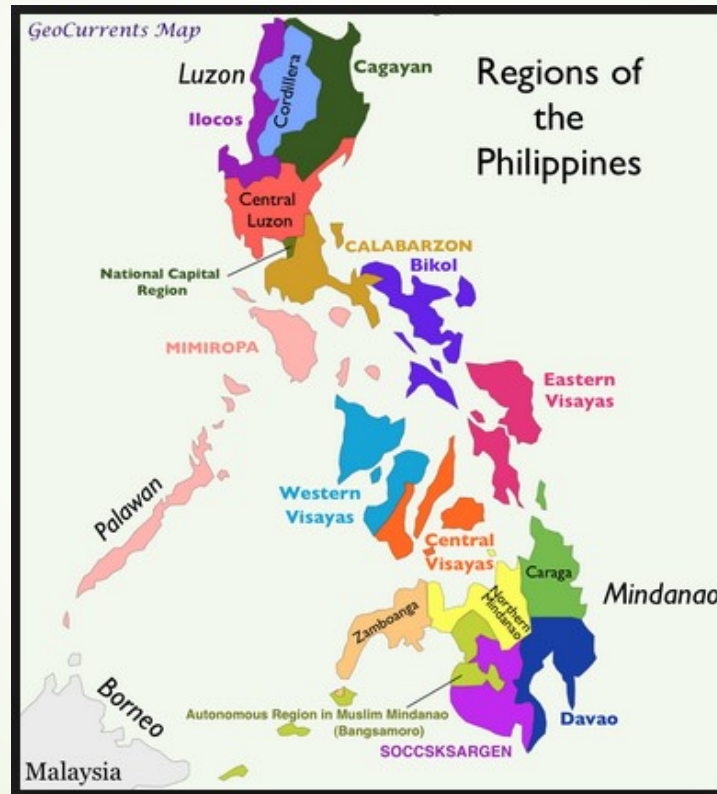 GeoCurrents Map
Regions of
the
Philippines
Luzon
Cordillera
Cagayan
Ilocos
Central
Luzon
CALABARZON
Bikol
National Capital
Region
MIMIROPA
Eastern
Visayas
Palawan
Western
Visayas
Central
Visayas
Caraga
Mindanao
Northern
Mindanao
Zamboanga
Borneo
Autonomous Region in Muslim Mindanao
(Bangsamoro)
Davao
SOCCSKSARGEN
Malaysia